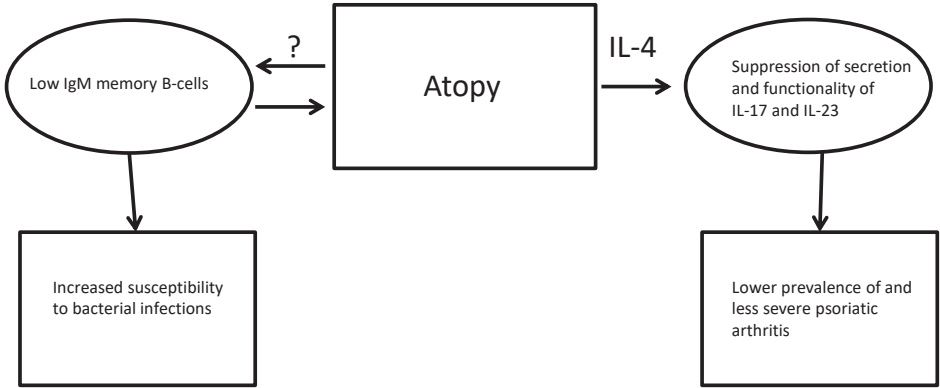 ?
IL-4
Low IgM memory B-cells
Atopy
Suppression of secretion
and functionality of
IL-17 and IL-23
Increased susceptibility
to bacterial infections
Lower prevalence of and
less severe psoriatic
arthritis